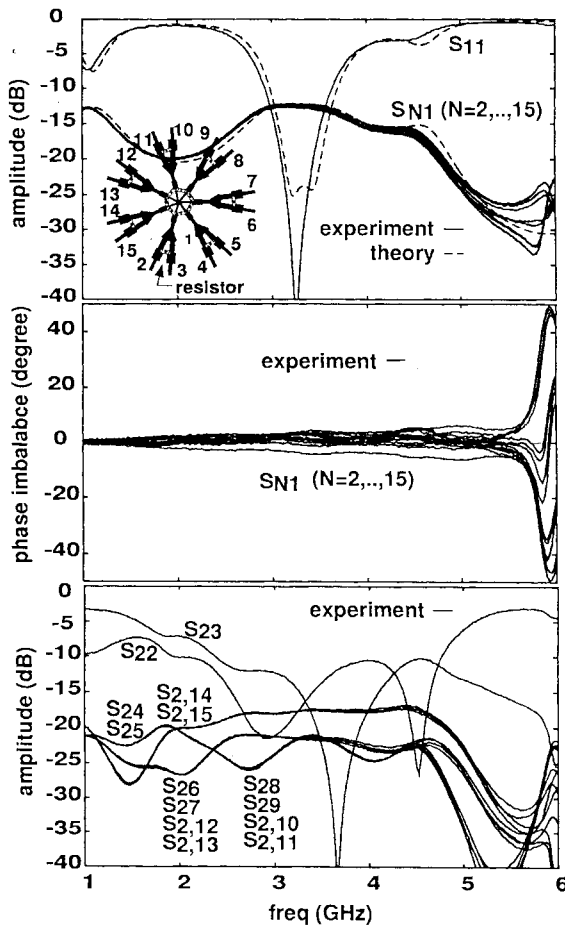 0
-5
-10
-15
-20
-25
-30
-35
-40
amplitude (dB)
S11
SN1 (N=2,..,15)
11 10 9
12 8
13 7
14 6
15 5
2 3 4
1
resistor
experiment —
theory ---
40
20
0
-20
-40
phase imbalabce (degree)
experiment —
SN1 (N=2,..,15)
0
-5
-10
-15
-20
-25
-30
-35
-40
amplitude (dB)
experiment —
S23
S22
S24
S25
S2,14
S2,15
S26
S27
S2,12
S2,13
S28
S29
S2,10
S2,11
1 2 3 4 5 6
freq (GHz)